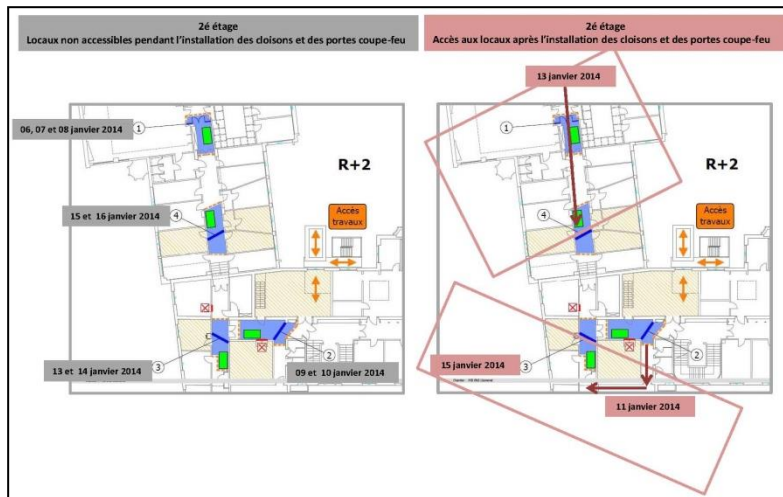 2é étage
Locaux non accessibles pendant l'installation des cloisons et des portes coupe-feu
06, 07 et 08 janvier 2014
1
R+2
15 et 16 janvier 2014
4
Accès
travaux
3
2
13 et 14 janvier 2014
09 et 10 janvier 2014
2é étage
Accès aux locaux après l'installation des cloisons et des portes coupe-feu
13 janvier 2014
1
R+2
4
Accès
travaux
15 janvier 2014
3
2
11 janvier 2014